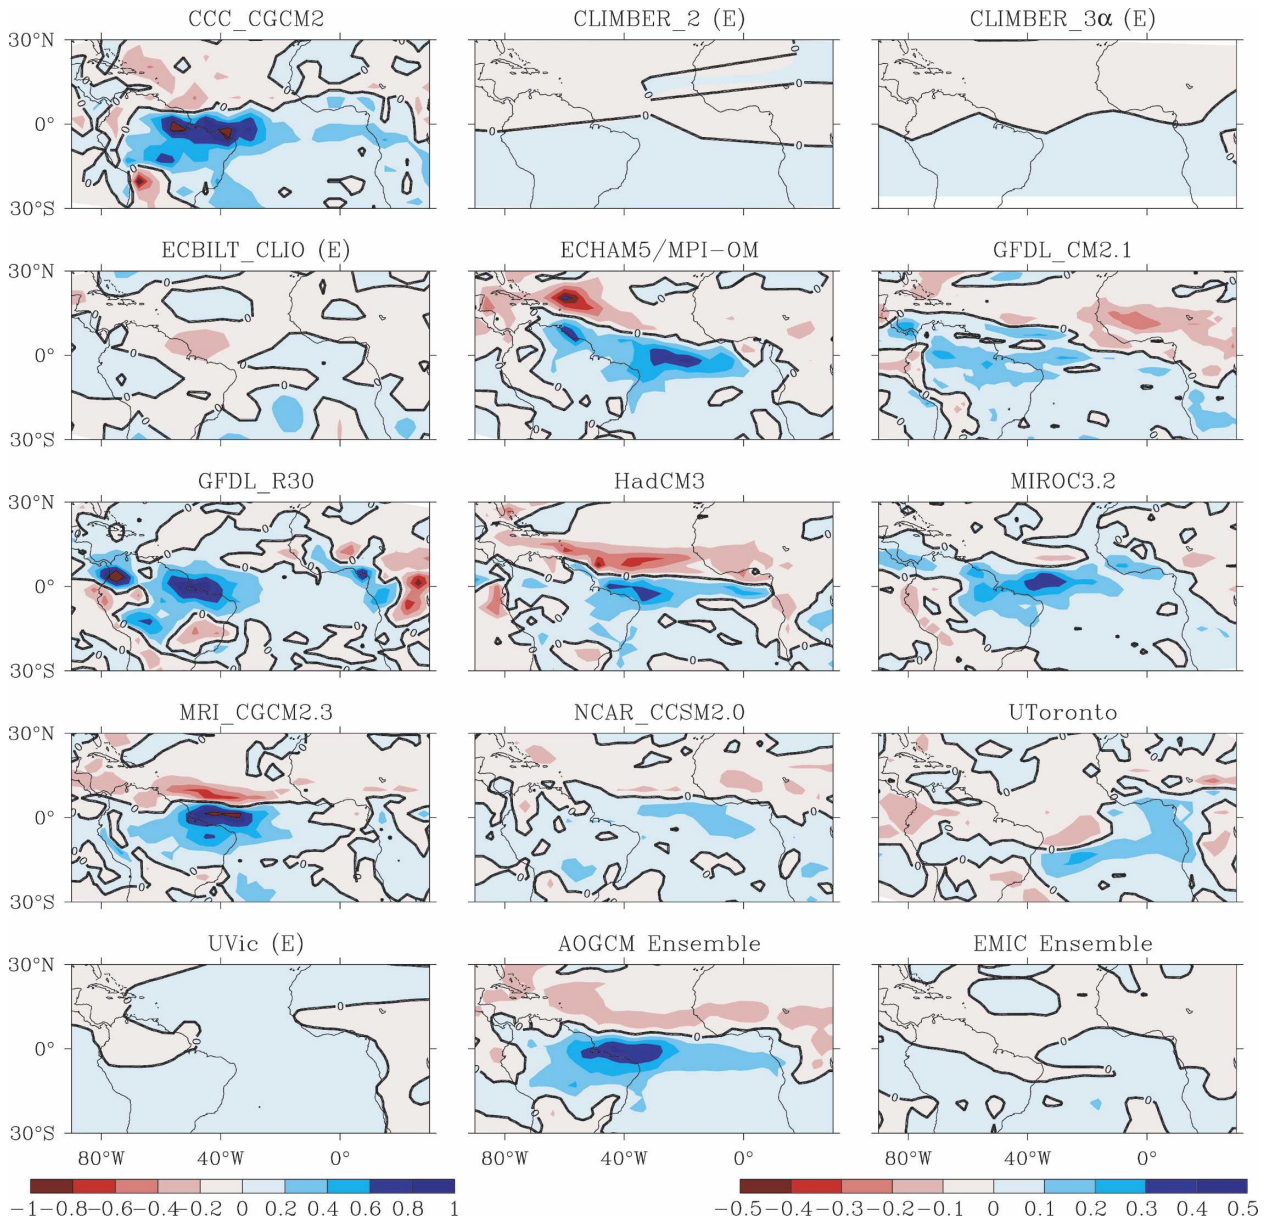 CCC_CGCM2 CLIMBER_2 (E) CLIMBER_3α (E)
30°N
0°
30°S
ECBILT_CLIO (E) ECHAM5/MPI-OM GFDL_CM2.1
30°N
0°
30°S
GFDL_R30 HadCM3 MIROC3.2
30°N
0°
30°S
MRI_CGCM2.3 NCAR_CCSM2.0 UToronto
30°N
0°
30°S
UVic (E) AOGCM Ensemble EMIC Ensemble
30°N
0°
30°S
80°W 40°W 0° 80°W 40°W 0° 80°W 40°W 0°
-1 -0.8 -0.6 -0.4 -0.2 0 0.2 0.4 0.6 0.8 1 -0.5 -0.4 -0.3 -0.2 -0.1 0 0.1 0.2 0.3 0.4 0.5